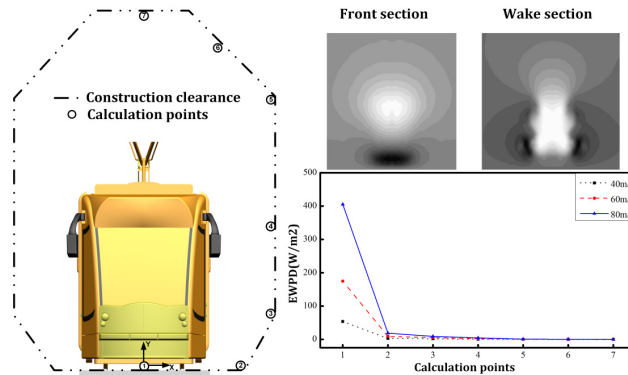 Front section
Wake section
Construction clearance
Calculation points
7
6
5
4
3
2
1
Y
X
EWPD(W/m2)
500
400
300
200
100
0
40m
60m
80m
1 2 3 4 5 6 7
Calculation points